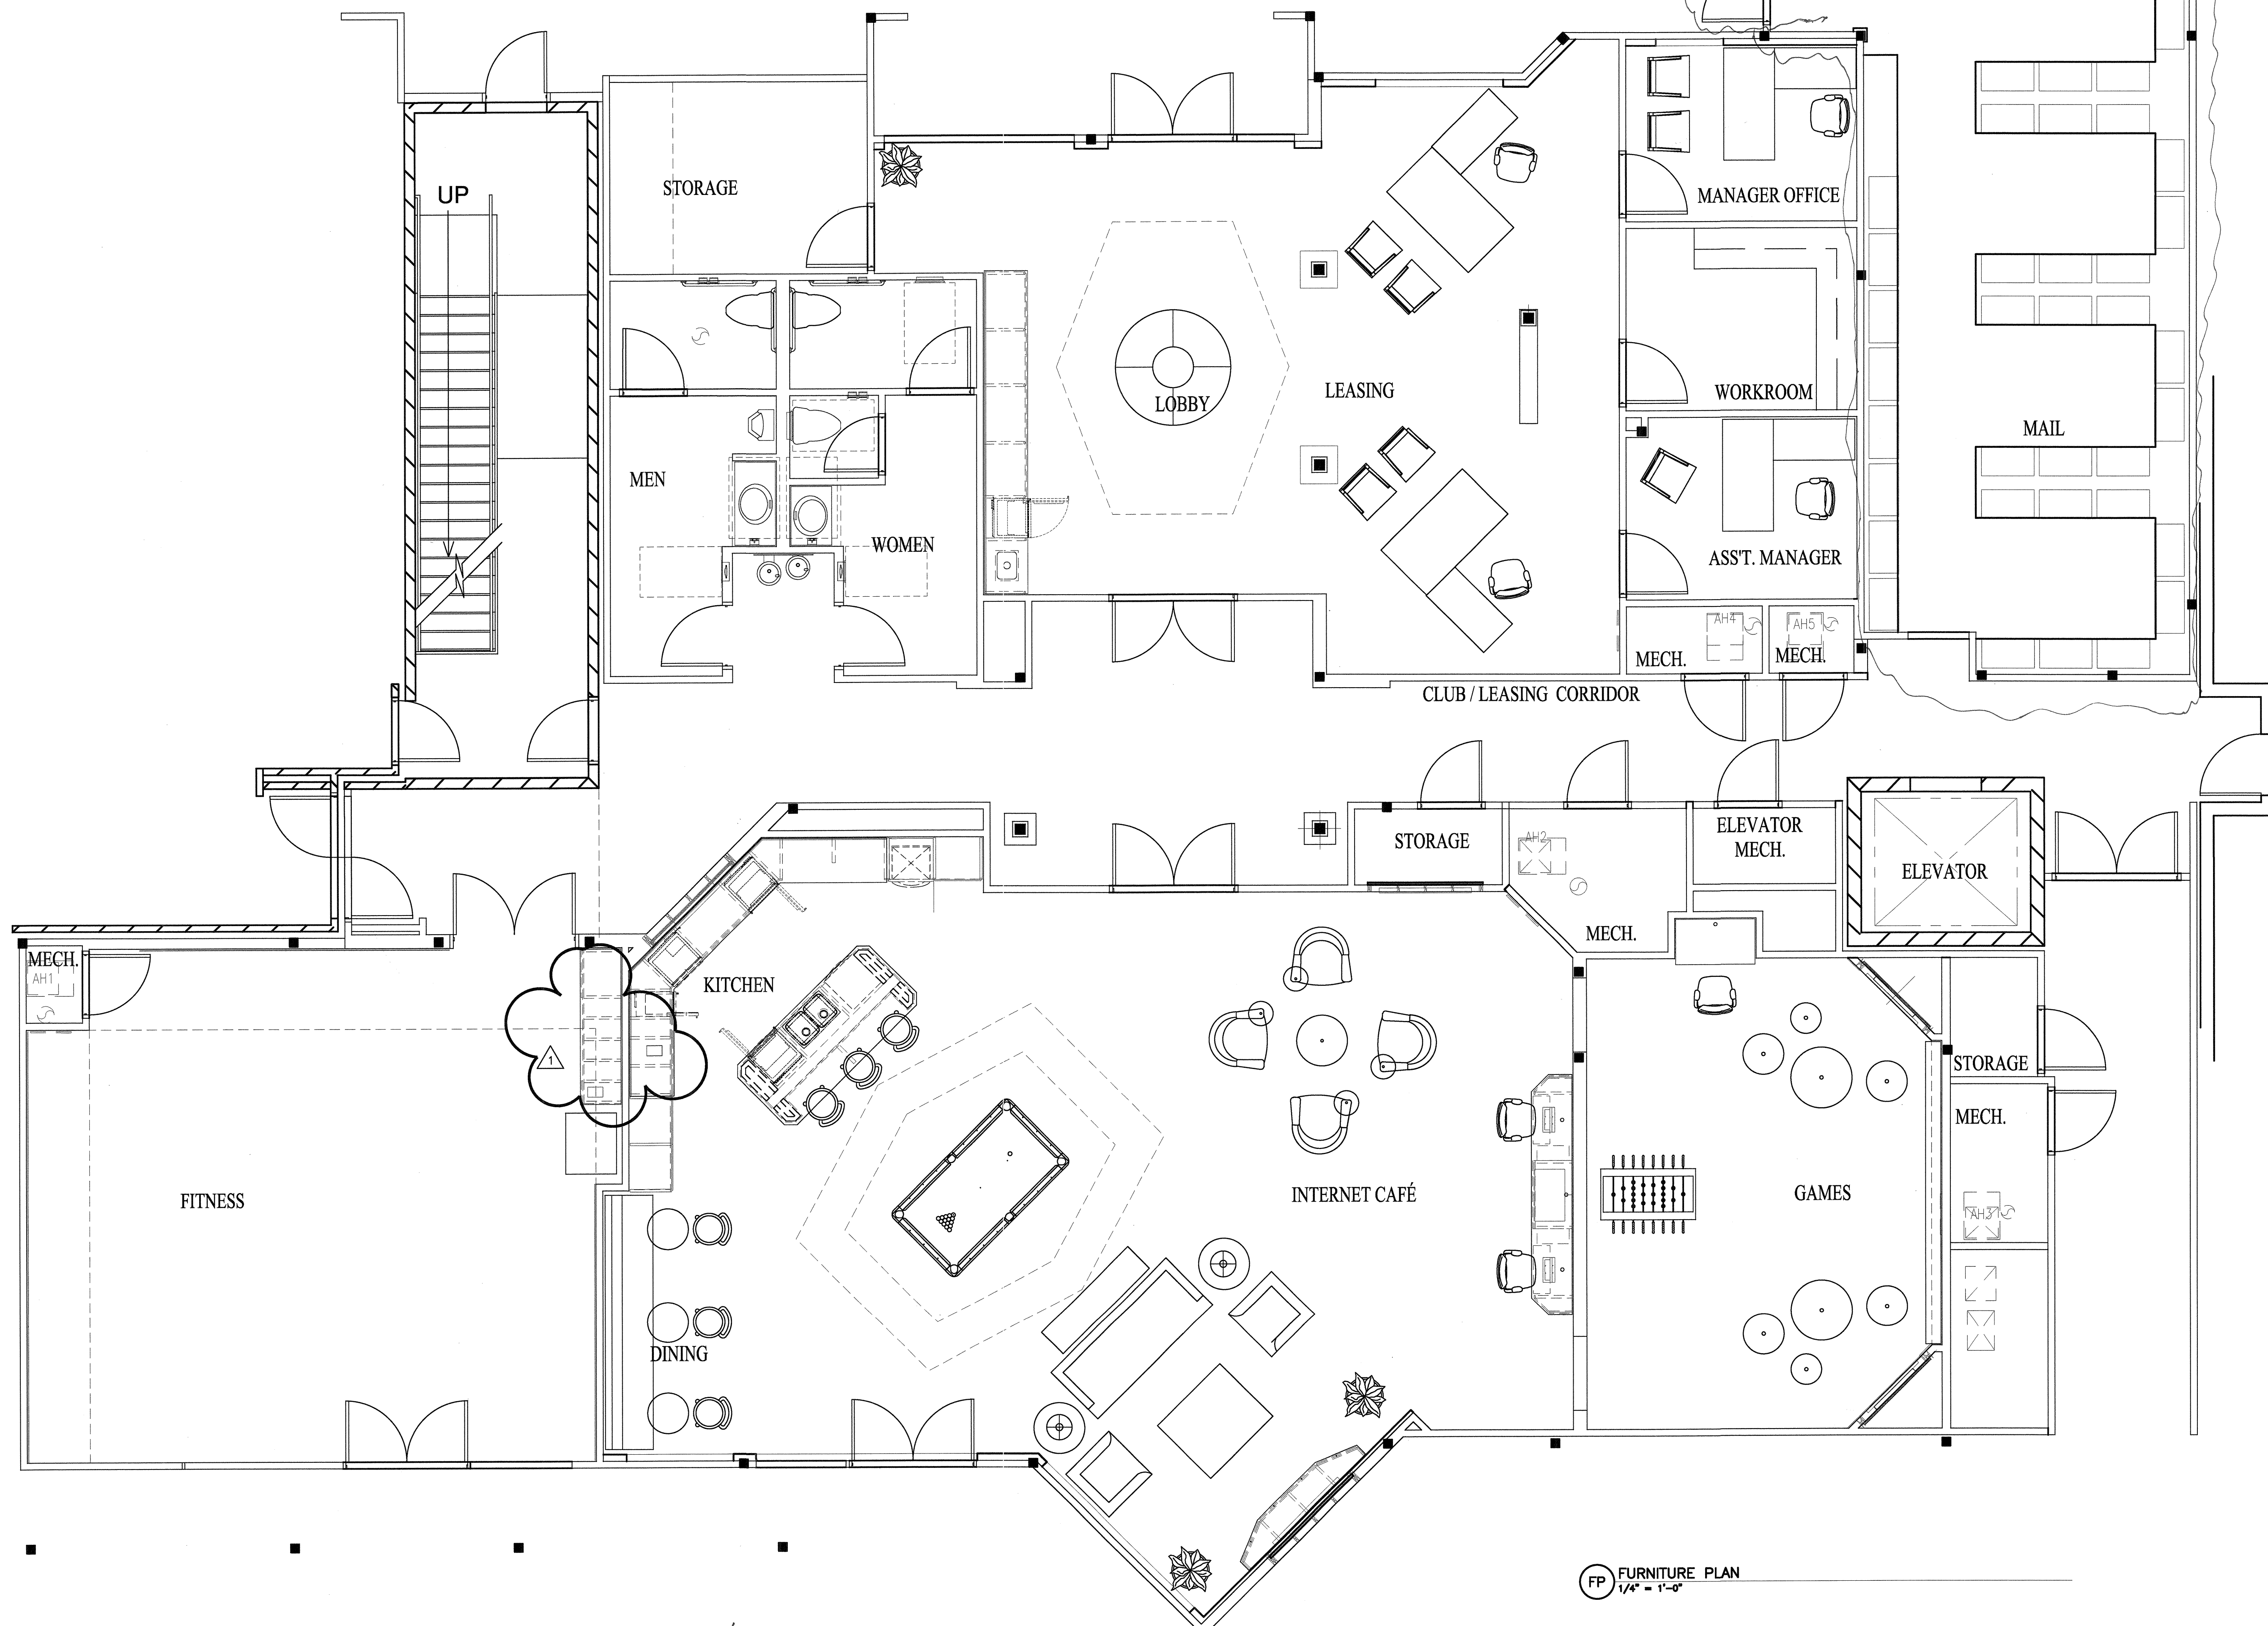 UP
STORAGE
MANAGER OFFICE
LOBBY
LEASING
WORKROOM
MAIL
MEN
WOMEN
ASS'T. MANAGER
AH4
AH5
MECH.
MECH.
CLUB / LEASING CORRIDOR
STORAGE
AH2
ELEVATOR
MECH.
ELEVATOR
MECH.
MECH.
AH1
KITCHEN
1
STORAGE
MECH.
FITNESS
INTERNET CAFÉ
GAMES
AH3
DINING
FP
FURNITURE PLAN
1/4" = 1'-0"